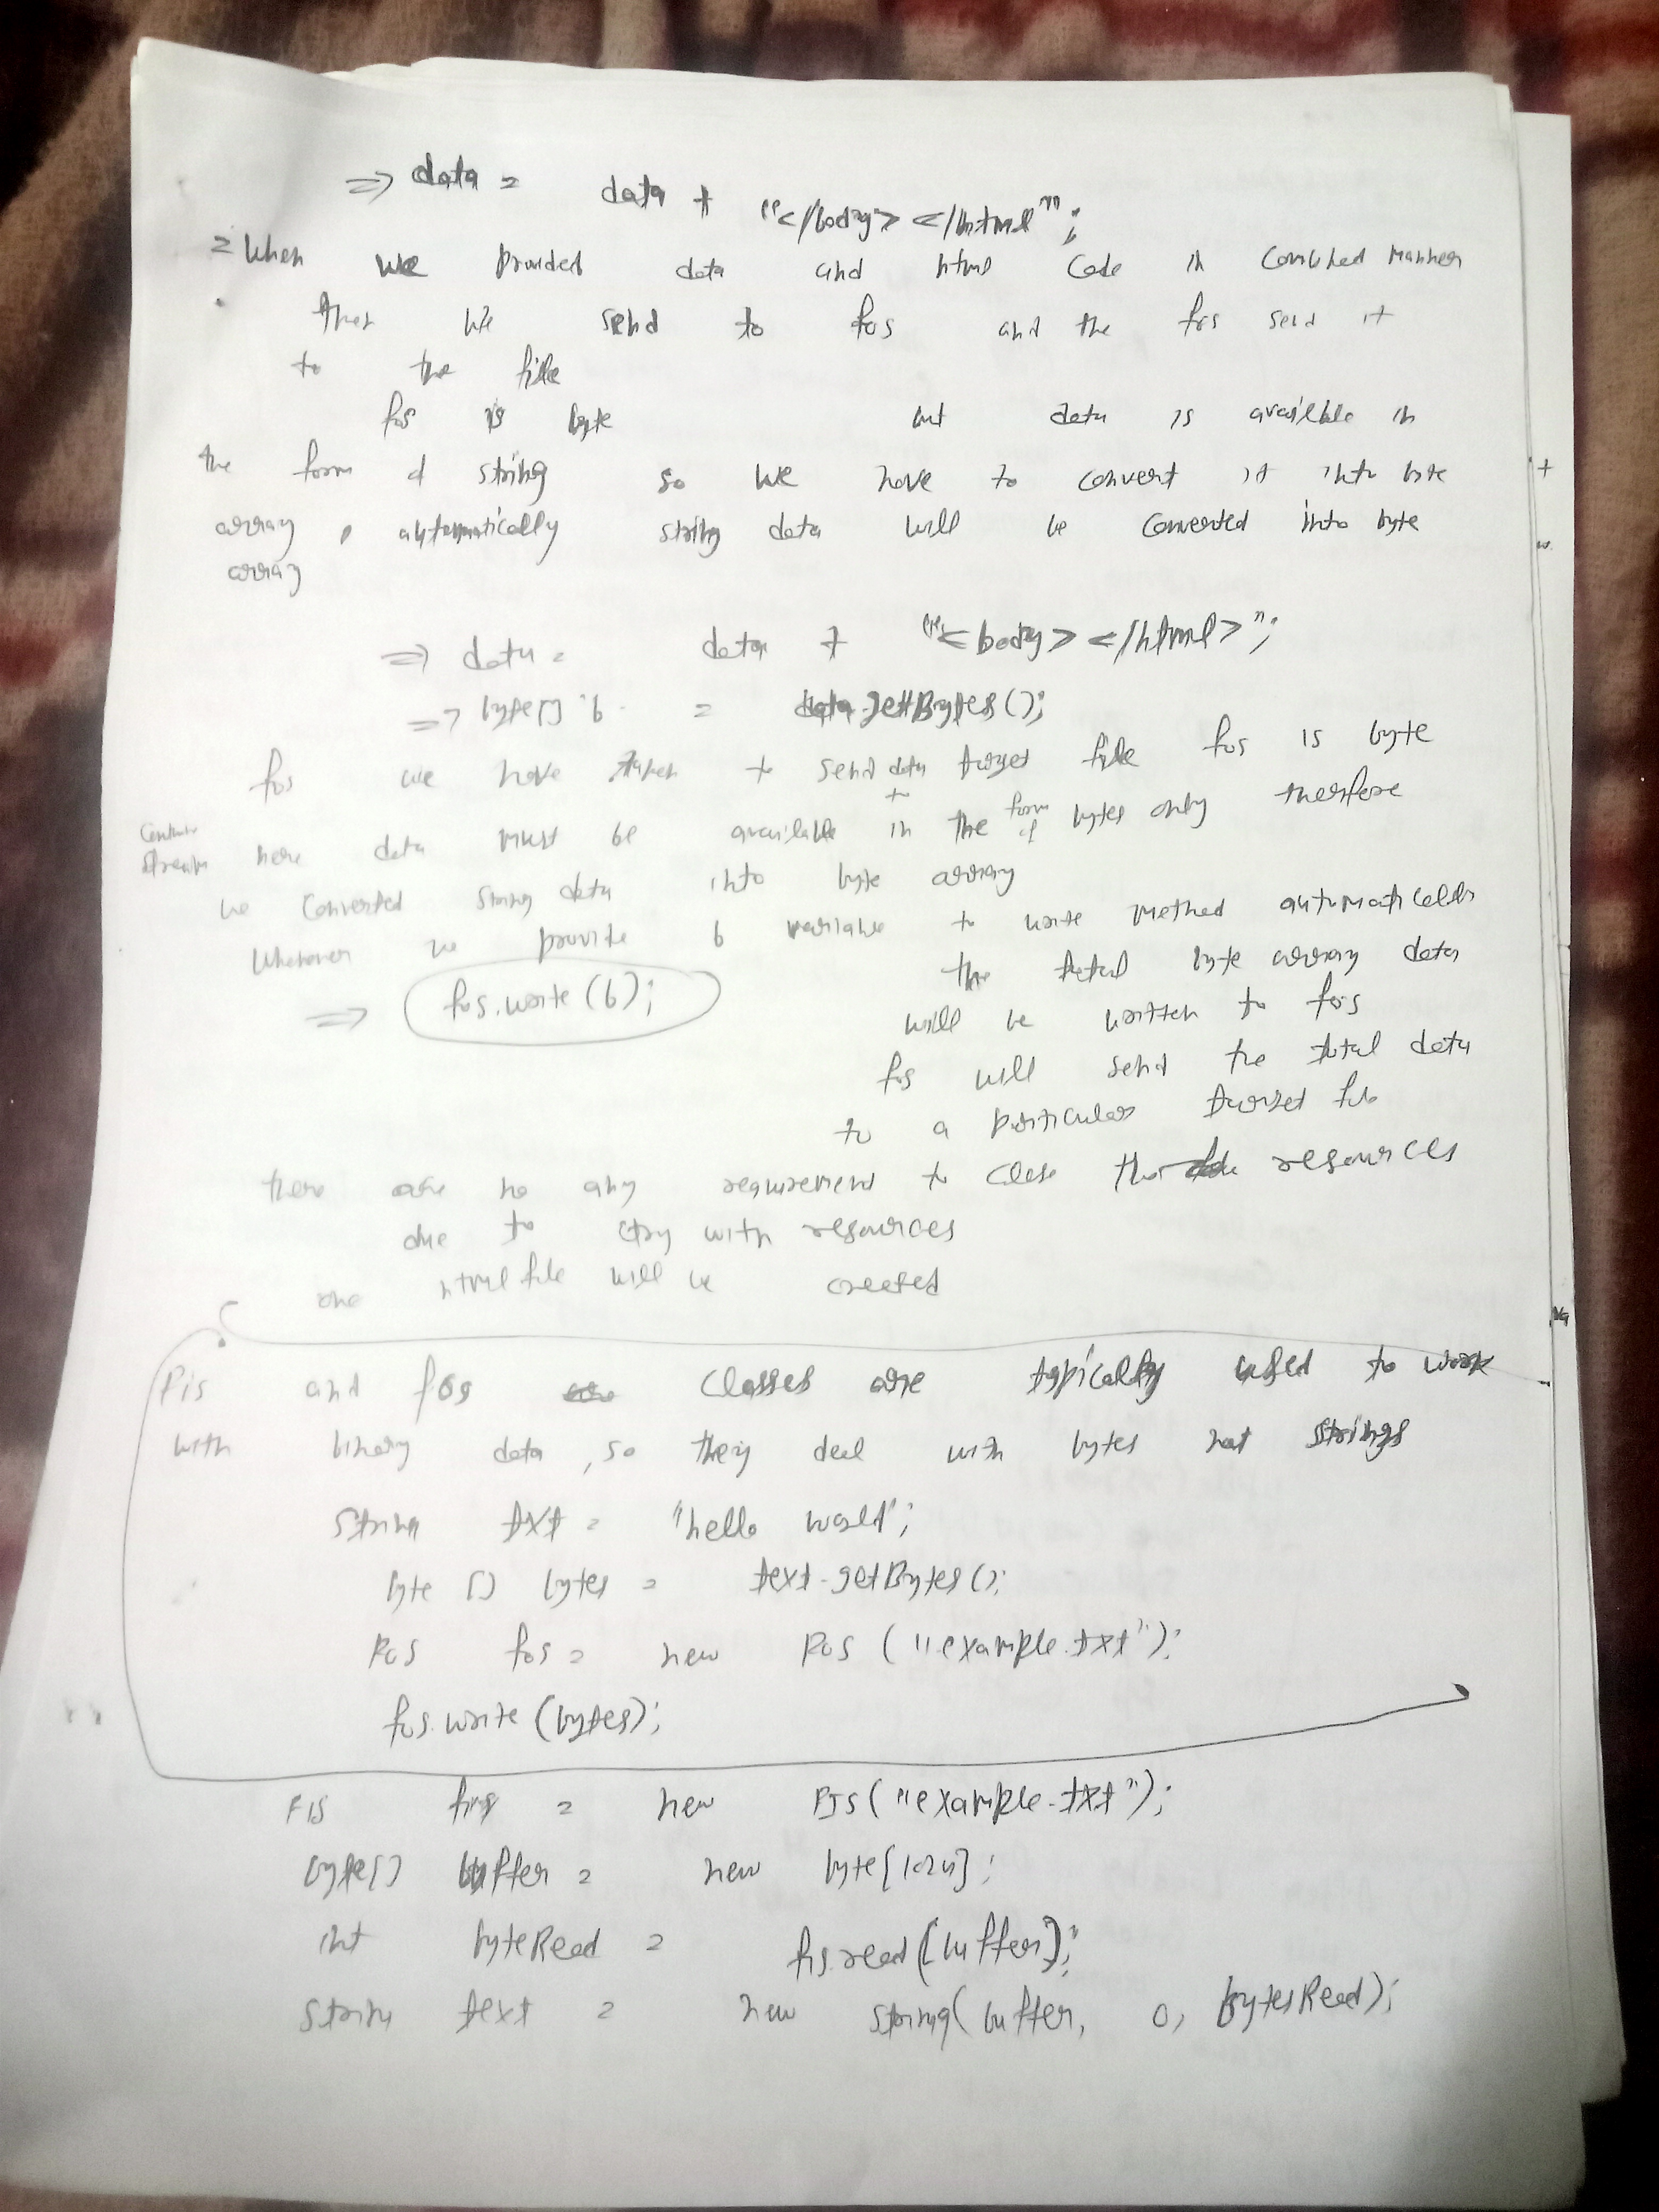 ⇒ data = data + "</body></html";
= When we provided data and html code in combined manner
then we send to fos and the fos send it
to the file
fos is byte but data is availble in
the form of string so we have to convert it into byte
array, automatically string data will be converted into byte
array
⇒ data = data + "<body></html>";
⇒ byte[] b = data.getBytes();
fos we have taken to send data to target file fos is byte
stream here data must be available in the form of bytes only therefore
we converted string data into byte array
Whenever we provide b variable to write method automatically
⇒ fos.write(b); the total byte array data
will be written to fos
fos will send the total data
to a particular target file
there are no any requirement to close the resources
due to try with resources
one html file will be created
Fis and fos classes are typically used to work
with binary data, so they deal with bytes not strings
String txt = "hello world";
byte [] bytes = text.getBytes();
FOS fos = new FOS ("example.txt");
fos.write (bytes);
FIS fis = new FIS("example.txt");
byte[] buffer = new byte[1024];
int byteRead = fis.read[buffer];
String text = new string(buffer, 0, bytesRead);